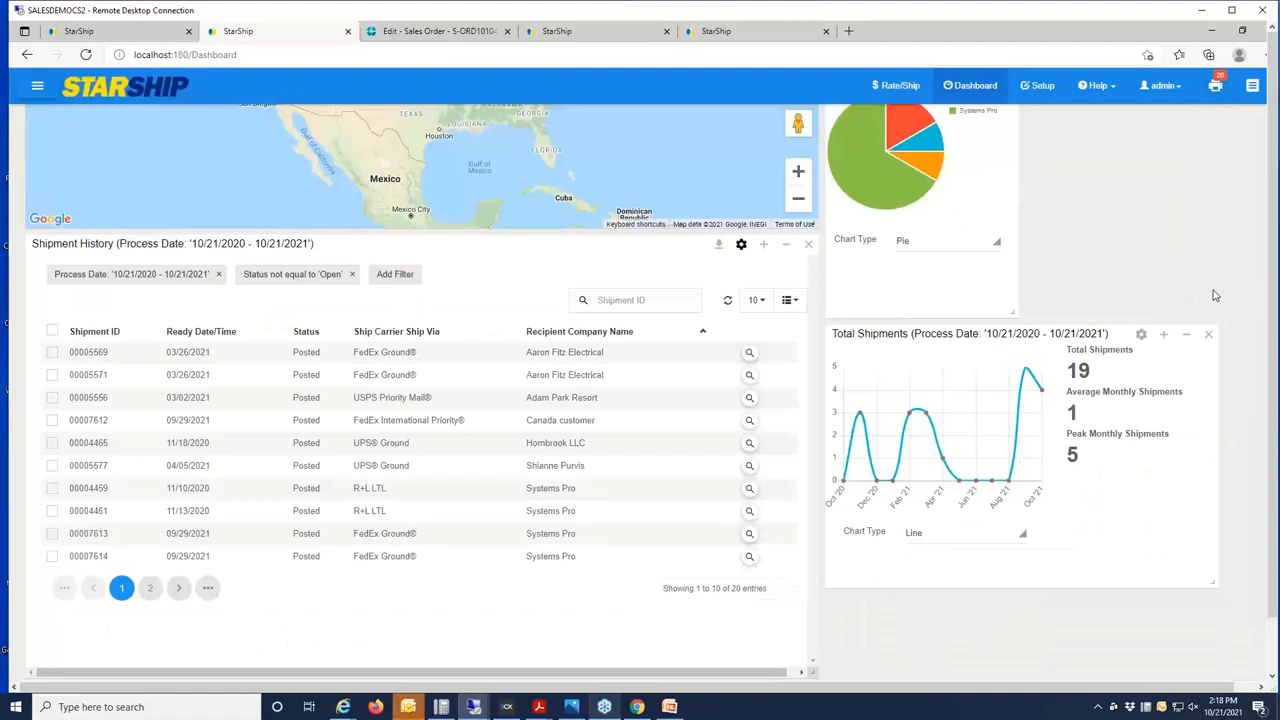 SALESDEMOCS2 - Remote Desktop Connection
StarShip
StarShip
Edit - Sales Order - S-ORD1010
StarShip
StarShip
localhost:180/Dashboard
STARSHIP
Rate/Ship
Dashboard
Setup
Help
admin
20
TEXAS
LOUISIANA
GEORGIA
Houston
FLORIDA
Gulf of California
Gulf of Mexico
Mexico
Cuba
Mexico City
Dominican Republic
Google
Keyboard shortcuts
Map data ©2021 Google, INEGI
Terms of Use
Systems Pro
Chart Type
Pie
Shipment History (Process Date: '10/21/2020 - 10/21/2021')
Process Date: '10/21/2020 - 10/21/2021' ×
Status not equal to 'Open' ×
Add Filter
Shipment ID
10
Shipment ID Ready Date/Time Status Ship Carrier Ship Via Recipient Company Name
00005569 03/26/2021 Posted FedEx Ground® Aaron Fitz Electrical
00005571 03/26/2021 Posted FedEx Ground® Aaron Fitz Electrical
00005556 03/02/2021 Posted USPS Priority Mail® Adam Park Resort
00007612 09/29/2021 Posted FedEx International Priority® Canada customer
00004465 11/18/2020 Posted UPS® Ground Hornbrook LLC
00005577 04/05/2021 Posted UPS® Ground Shianne Purvis
00004459 11/10/2020 Posted R+L LTL Systems Pro
00004461 11/13/2020 Posted R+L LTL Systems Pro
00007613 09/29/2021 Posted FedEx Ground® Systems Pro
00007614 09/29/2021 Posted FedEx Ground® Systems Pro
1 2
Showing 1 to 10 of 20 entries
Total Shipments (Process Date: '10/21/2020 - 10/21/2021')
Total Shipments
19
Average Monthly Shipments
1
Peak Monthly Shipments
5
5
4
3
2
1
0
Oct '20 Dec '20 Feb '21 Apr '21 Jun '21 Aug '21 Oct '21
Chart Type
Line
Type here to search
2:18 PM
10/21/2021
2